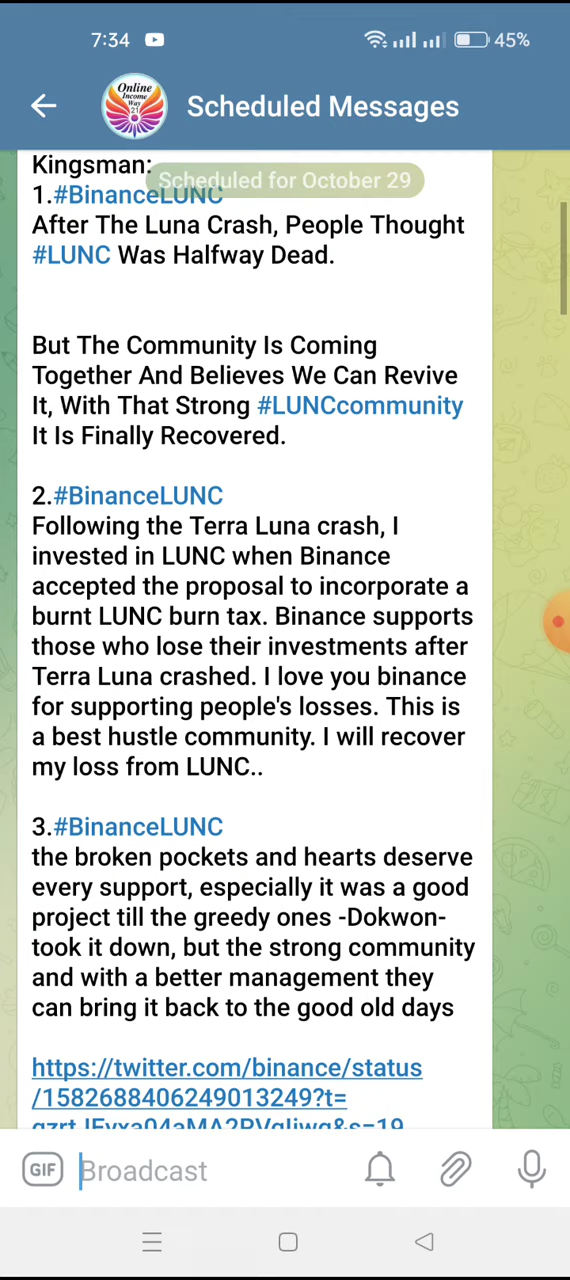 7:34
45%
Online
Income
Way
21
Scheduled Messages
Kingsman:
Scheduled for October 29
1.#BinanceLUNC
After The Luna Crash, People Thought
#LUNC Was Halfway Dead.
But The Community Is Coming
Together And Believes We Can Revive
It, With That Strong #LUNCcommunity
It Is Finally Recovered.
2.#BinanceLUNC
Following the Terra Luna crash, I
invested in LUNC when Binance
accepted the proposal to incorporate a
burnt LUNC burn tax. Binance supports
those who lose their investments after
Terra Luna crashed. I love you binance
for supporting people's losses. This is
a best hustle community. I will recover
my loss from LUNC..
3.#BinanceLUNC
the broken pockets and hearts deserve
every support, especially it was a good
project till the greedy ones -Dokwon-
took it down, but the strong community
and with a better management they
can bring it back to the good old days
https://twitter.com/binance/status
/1582688406249013249?t=
GIF
Broadcast